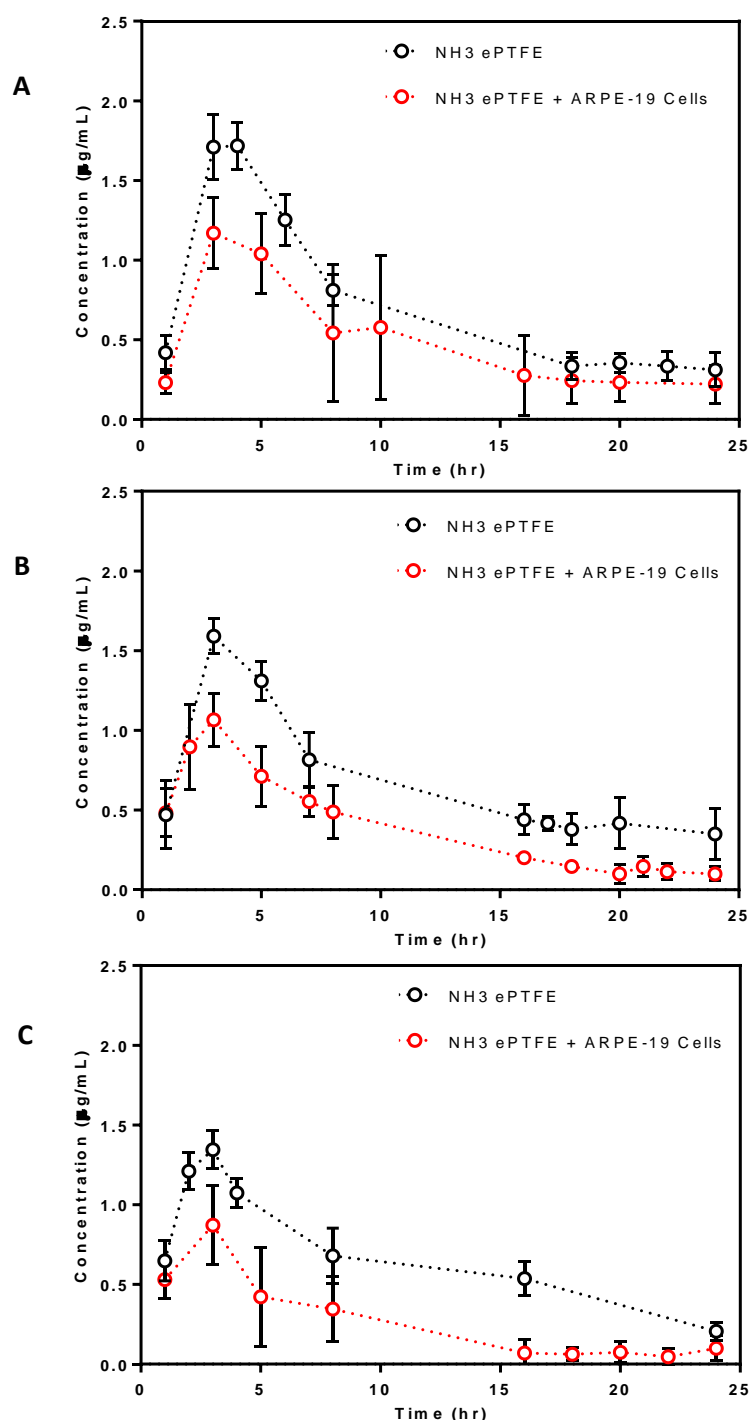 A
NH3 ePTFE
NH3 ePTFE + ARPE-19 Cells
Concentration (μg/mL)
2.5
2.0
1.5
1.0
0.5
0.0
0 5 10 15 20 25
Time (hr)
B
NH3 ePTFE
NH3 ePTFE + ARPE-19 Cells
Concentration (μg/mL)
2.5
2.0
1.5
1.0
0.5
0.0
0 5 10 15 20 25
Time (hr)
C
NH3 ePTFE
NH3 ePTFE + ARPE-19 Cells
Concentration (μg/mL)
2.5
2.0
1.5
1.0
0.5
0.0
0 5 10 15 20 25
Time (hr)